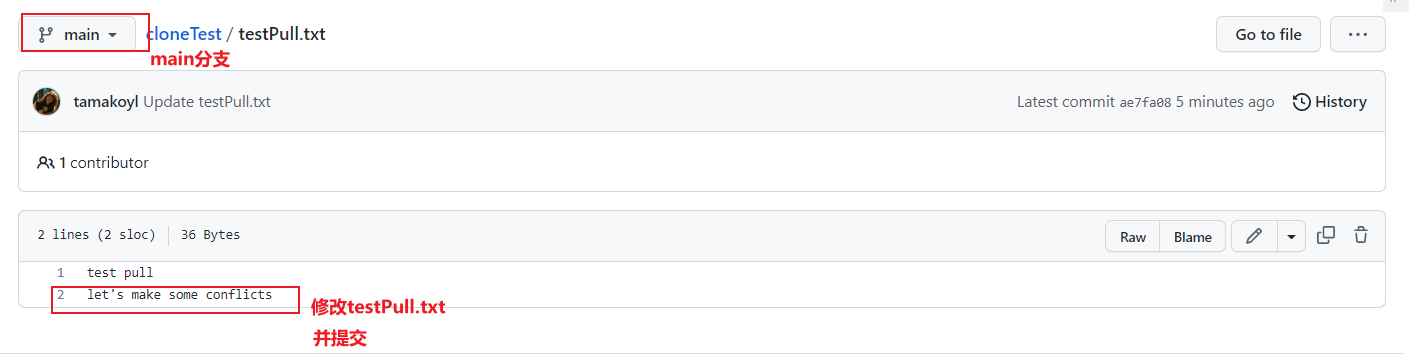 main cloneTest / testPull.txt Go to file ...
main分支
tamakoyl Update testPull.txt Latest commit ae7fa08 5 minutes ago History
1 contributor
2 lines (2 sloc) 36 Bytes Raw Blame
1 test pull
2 let's make some conflicts
修改testPull.txt
并提交